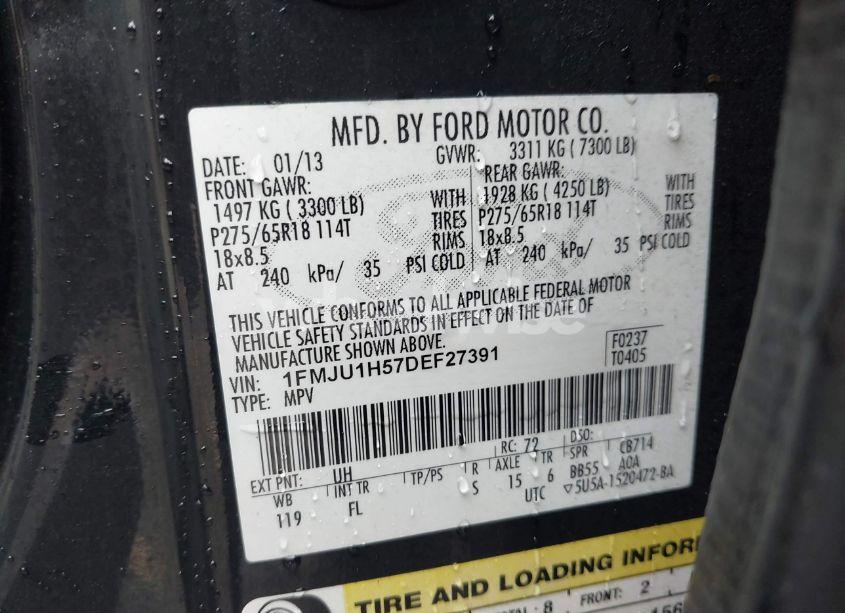 MFD. BY FORD MOTOR CO.
DATE: 01/13 GVWR: 3311 KG ( 7300 LB)
FRONT GAWR: REAR GAWR:
1497 KG ( 3300 LB) WITH 1928 KG ( 4250 LB) WITH
P275/65R18 114T TIRES P275/65R18 114T TIRES
18x8.5 RIMS 18x8.5 RIMS
AT 240 kPa/ 35 PSI COLD AT 240 kPa/ 35 PSI COLD
THIS VEHICLE CONFORMS TO ALL APPLICABLE FEDERAL MOTOR
VEHICLE SAFETY STANDARDS IN EFFECT ON THE DATE OF
MANUFACTURE SHOWN ABOVE.
VIN: 1FMJU1H57DEF27391 F0237
TYPE: MPV T0405
EXT PNT: UH RC: 72 DSO:
WB INT TR TP/PS R AXLE TR SPR CB714
119 FL S 15 6 BB55 A0A
UTC ▽5U5A-1520472-BA
TIRE AND LOADING INFOR
8 FRONT: 2